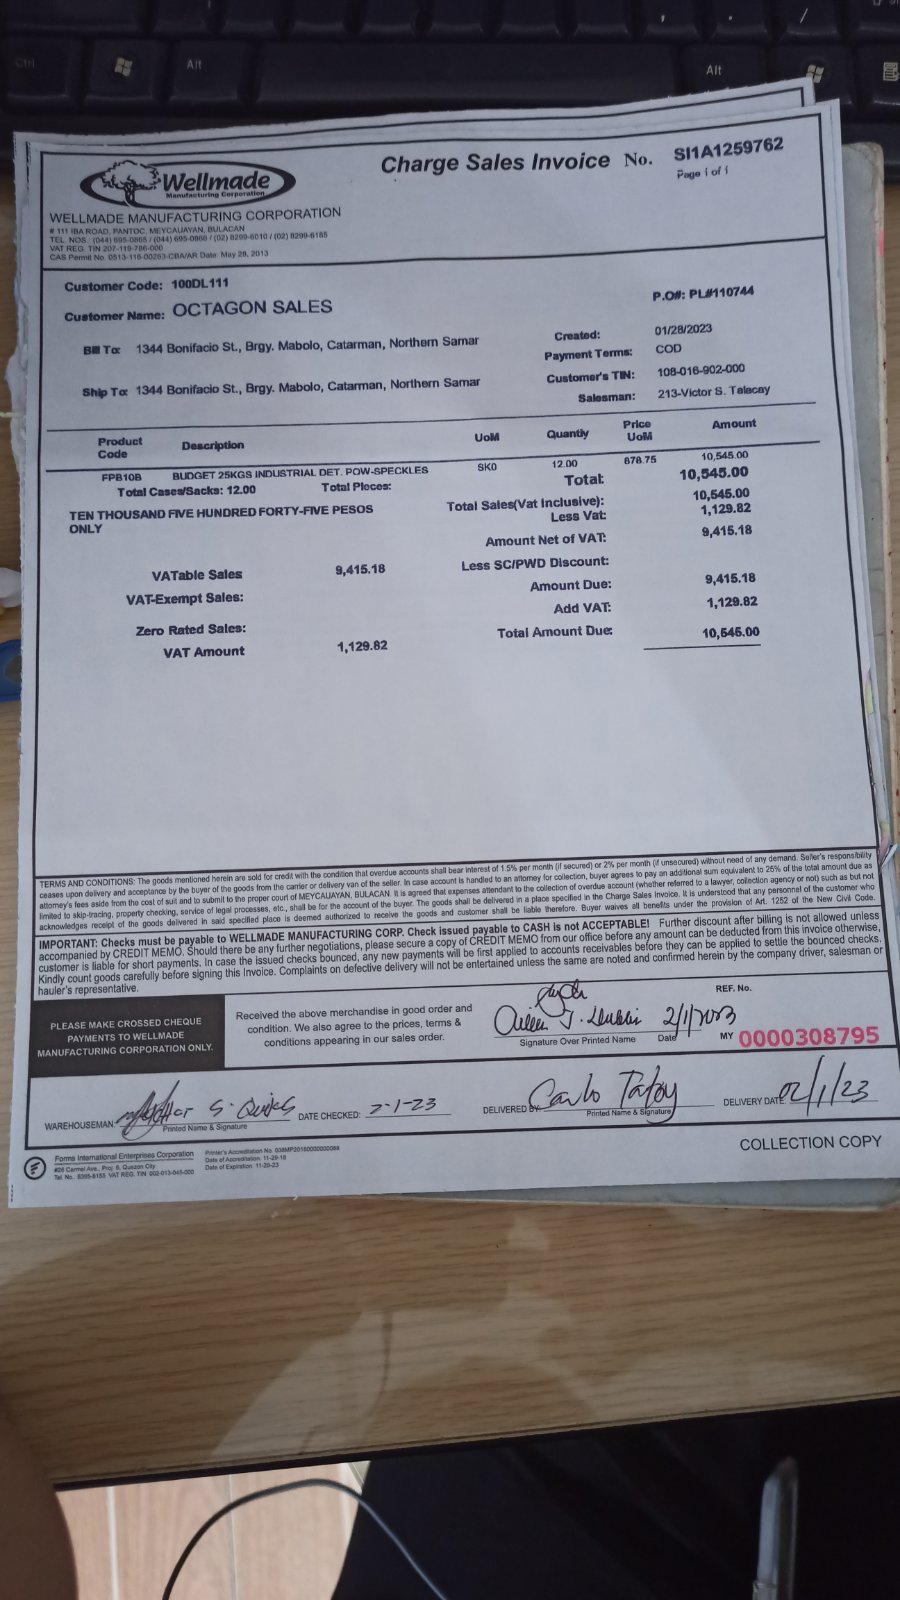 Ctrl
Alt
Alt
Wellmade
Manufacturing Corporation
Charge Sales Invoice No. SI1A1259762
Page 1 of 1
WELLMADE MANUFACTURING CORPORATION
# 111 IBA ROAD, PANTOC, MEYCAUAYAN, BULACAN
TEL. NOS.: (044) 695-0865 / (044) 695-0966 / (02) 8299-6010 / (02) 8299-6185
VAT REG. TIN 207-119-786-000
CAS Permit No. 0513-116-00263-CBA/AR Date: May 28, 2013
Customer Code: 100DL111
P.O#: PL#110744
Customer Name: OCTAGON SALES
Created: 01/28/2023
Bill To: 1344 Bonifacio St., Brgy. Mabolo, Catarman, Northern Samar
Payment Terms: COD
Customer's TIN: 108-016-902-000
Ship To: 1344 Bonifacio St., Brgy. Mabolo, Catarman, Northern Samar
Salesman: 213-Victor S. Talacay
Product Code Description UoM Quantiy Price UoM Amount
FPB10B BUDGET 25KGS INDUSTRIAL DET. POW-SPECKLES SK0 12.00 878.75 10,545.00
Total Cases/Sacks: 12.00 Total Pieces: Total: 10,545.00
TEN THOUSAND FIVE HUNDRED FORTY-FIVE PESOS
ONLY
Total Sales(Vat Inclusive): 10,545.00
Less Vat: 1,129.82
Amount Net of VAT: 9,415.18
VATable Sales 9,415.18
Less SC/PWD Discount:
VAT-Exempt Sales:
Amount Due: 9,415.18
Add VAT: 1,129.82
Zero Rated Sales:
Total Amount Due: 10,545.00
VAT Amount 1,129.82
TERMS AND CONDITIONS: The goods mentioned herein are sold for credit with the condition that overdue accounts shall bear interest of 1.5% per month (if secured) or 2% per month (if unsecured) without need of any demand. Seller's responsibility
ceases upon delivery and acceptance by the buyer of the goods from the carrier or delivery van of the seller. In case account is handled to an attorney for collection, buyer agrees to pay an additional sum equivalent to 25% of the total amount due as
attorney's fees aside from the cost of suit and to submit to the proper court of MEYCAUAYAN, BULACAN. It is agreed that expenses attendant to the collection of overdue account (whether referred to a lawyer, collection agency or not) such as but not
limited to skip-tracing, property checking, service of legal processes, etc., shall be for the account of the buyer. The goods shall be delivered in a place specified in the Charge Sales Invoice. It is understood that any personnel of the customer who
acknowledges receipt of the goods delivered in said specified place is deemed authorized to receive the goods and customer shall be liable therefore. Buyer waives all benefits under the provision of Art. 1252 of the New Civil Code.
IMPORTANT: Checks must be payable to WELLMADE MANUFACTURING CORP. Check issued payable to CASH is not ACCEPTABLE! Further discount after billing is not allowed unless
accompanied by CREDIT MEMO. Should there be any further negotiations, please secure a copy of CREDIT MEMO from our office before any amount can be deducted from this invoice otherwise,
customer is liable for short payments. In case the issued checks bounced, any new payments will be first applied to accounts receivables before they can be applied to settle the bounced checks.
Kindly count goods carefully before signing this Invoice. Complaints on defective delivery will not be entertained unless the same are noted and confirmed herein by the company driver, salesman or
hauler's representative.
PLEASE MAKE CROSSED CHEQUE
PAYMENTS TO WELLMADE
MANUFACTURING CORPORATION ONLY.
Received the above merchandise in good order and
condition. We also agree to the prices, terms &
conditions appearing in our sales order.
2/1/2023
Signature Over Printed Name Date
REF. No.
MY 0000308795
WAREHOUSEMAN:
Printed Name & Signature
DATE CHECKED: 2-1-23
DELIVERED BY: Carlo
Printed Name & Signature
DELIVERY DATE: 02/1/23
Forms International Enterprises Corporation
#26 Carmel Ave., Proj. 6, Quezon City
Tel. No. 8395-8155 VAT REG. TIN 002-013-045-000
Printer's Accreditation No.
Date of Accreditation: 11-29-18
Date of Expiration: 11-29-23
COLLECTION COPY